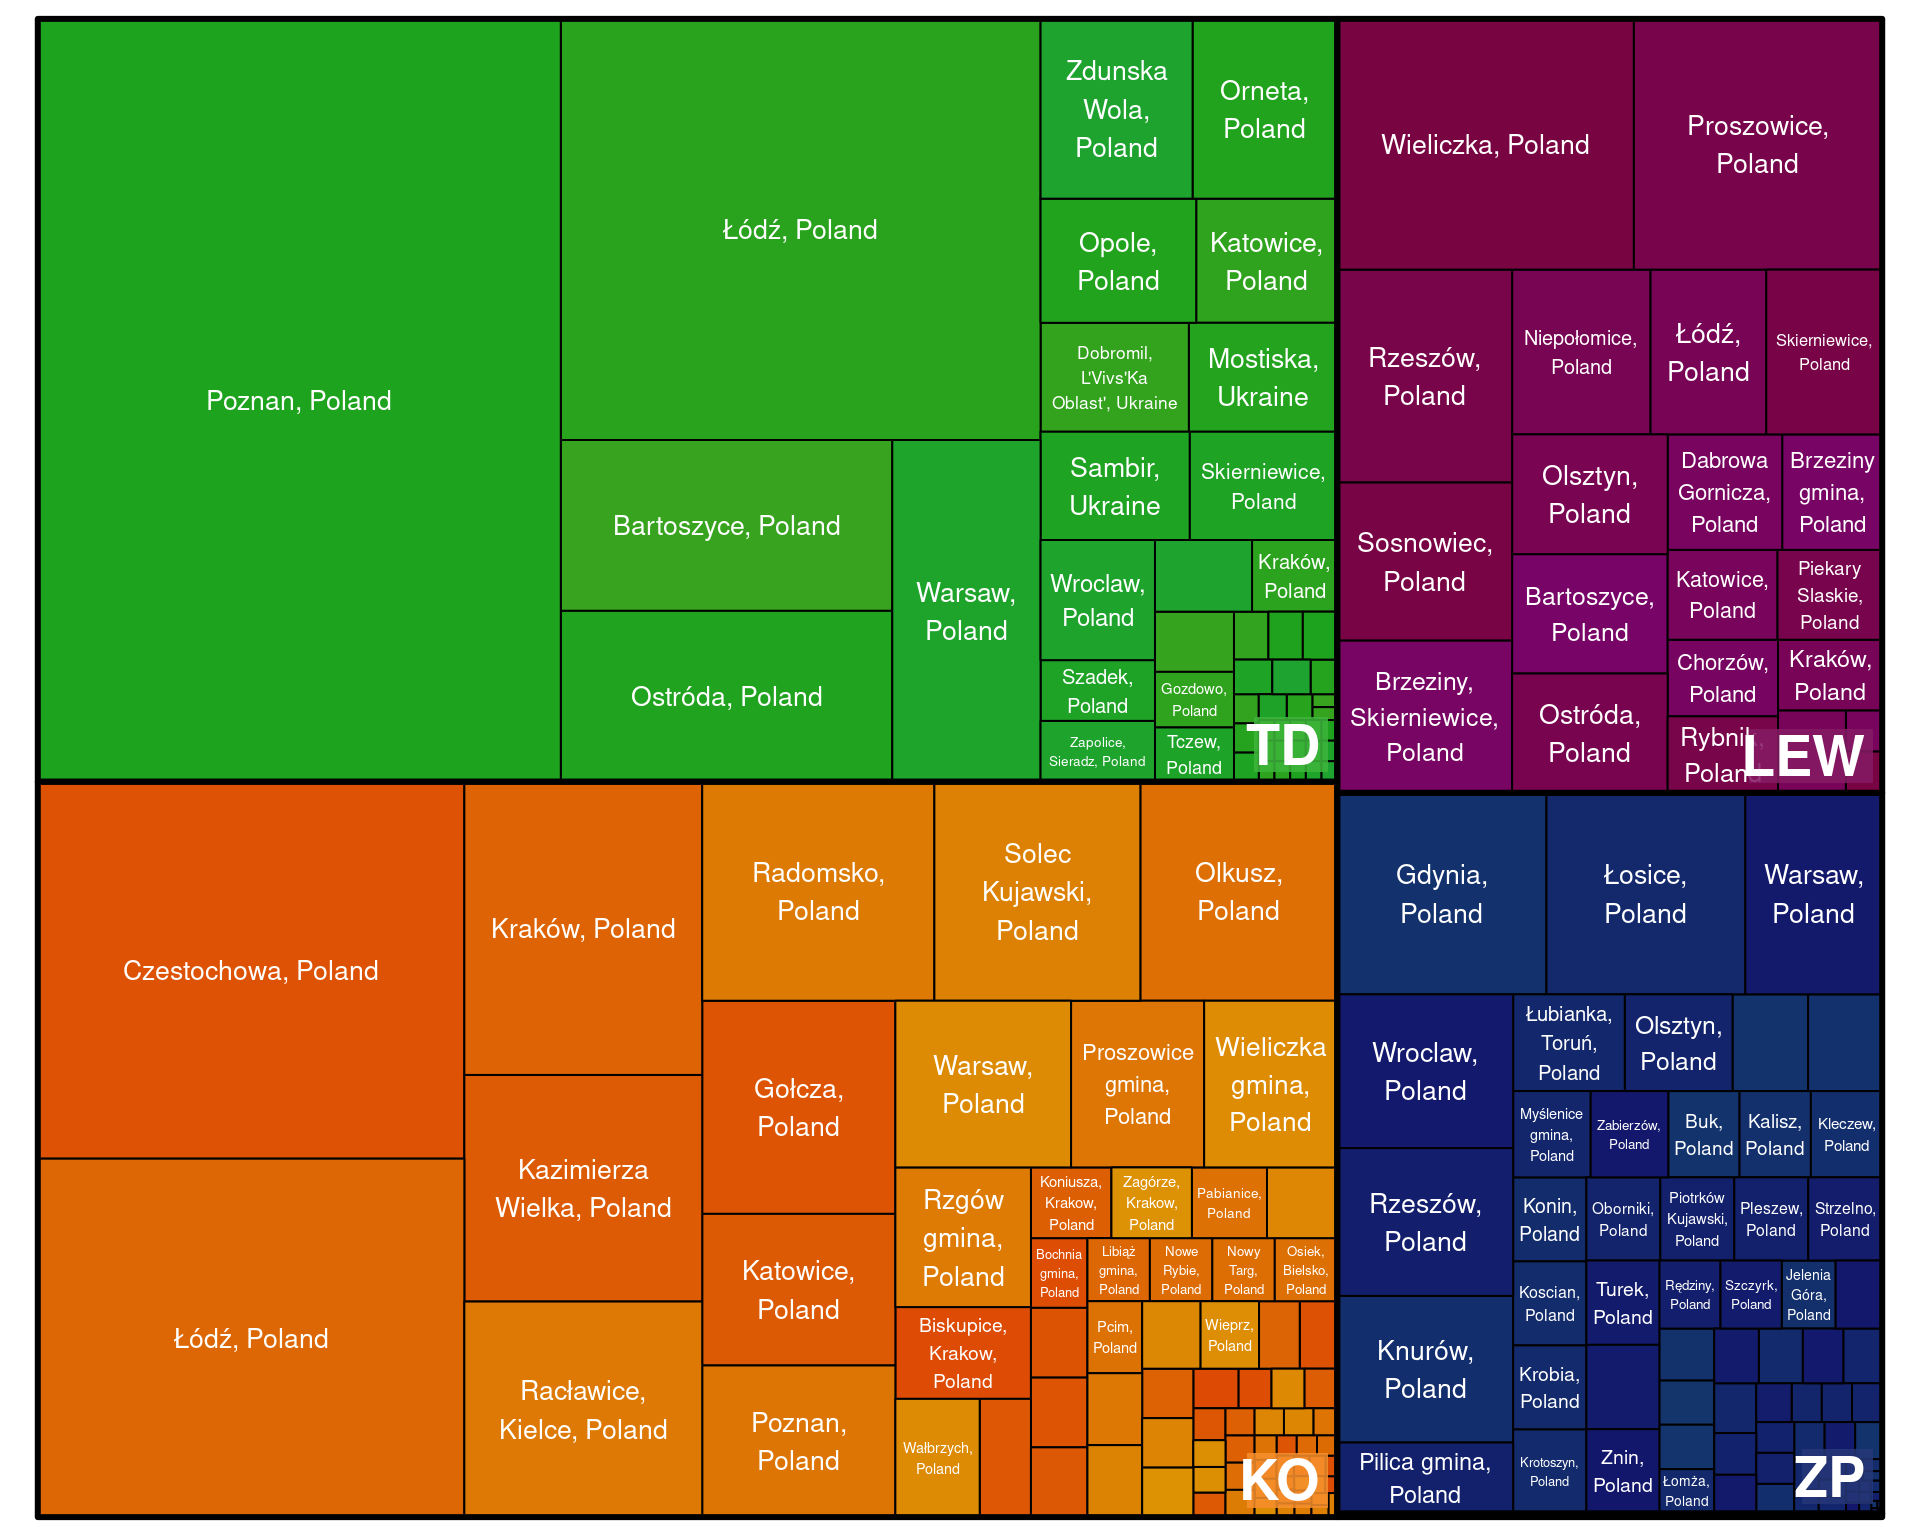 Poznan, Poland
Łódź, Poland
Bartoszyce, Poland
Ostróda, Poland
Warsaw,
Poland
Zdunska
Wola,
Poland
Orneta,
Poland
Opole,
Poland
Katowice,
Poland
Dobromil,
L'Vivs'Ka
Oblast', Ukraine
Mostiska,
Ukraine
Sambir,
Ukraine
Skierniewice,
Poland
Wroclaw,
Poland
Kraków,
Poland
Szadek,
Poland
Gozdowo,
Poland
Zapolice,
Sieradz, Poland
Tczew,
Poland
TD
Wieliczka, Poland
Proszowice,
Poland
Rzeszów,
Poland
Niepołomice,
Poland
Łódź,
Poland
Skierniewice,
Poland
Sosnowiec,
Poland
Olsztyn,
Poland
Dabrowa
Gornicza,
Poland
Brzeziny
gmina,
Poland
Bartoszyce,
Poland
Katowice,
Poland
Piekary
Slaskie,
Poland
Brzeziny,
Skierniewice,
Poland
Ostróda,
Poland
Chorzów,
Poland
Kraków,
Poland
Rybnik,
Poland
LEW
Czestochowa, Poland
Łódź, Poland
Kraków, Poland
Kazimierza
Wielka, Poland
Racławice,
Kielce, Poland
Radomsko,
Poland
Solec
Kujawski,
Poland
Olkusz,
Poland
Gołcza,
Poland
Katowice,
Poland
Poznan,
Poland
Warsaw,
Poland
Proszowice
gmina,
Poland
Wieliczka
gmina,
Poland
Rzgów
gmina,
Poland
Biskupice,
Krakow,
Poland
Wałbrzych,
Poland
Koniusza,
Krakow,
Poland
Zagórze,
Krakow,
Poland
Pabianice,
Poland
Bochnia
gmina,
Poland
Libiąż
gmina,
Poland
Nowe
Rybie,
Poland
Nowy
Targ,
Poland
Osiek,
Bielsko,
Poland
Pcim,
Poland
Wieprz,
Poland
KO
Gdynia,
Poland
Łosice,
Poland
Warsaw,
Poland
Wroclaw,
Poland
Rzeszów,
Poland
Knurów,
Poland
Pilica gmina,
Poland
Łubianka,
Toruń,
Poland
Olsztyn,
Poland
Myślenice
gmina,
Poland
Zabierzów,
Poland
Buk,
Poland
Kalisz,
Poland
Kleczew,
Poland
Konin,
Poland
Oborniki,
Poland
Piotrków
Kujawski,
Poland
Pleszew,
Poland
Strzelno,
Poland
Koscian,
Poland
Turek,
Poland
Rędziny,
Poland
Szczyrk,
Poland
Jelenia
Góra,
Poland
Krobia,
Poland
Krotoszyn,
Poland
Znin,
Poland
Łomża,
Poland
ZP